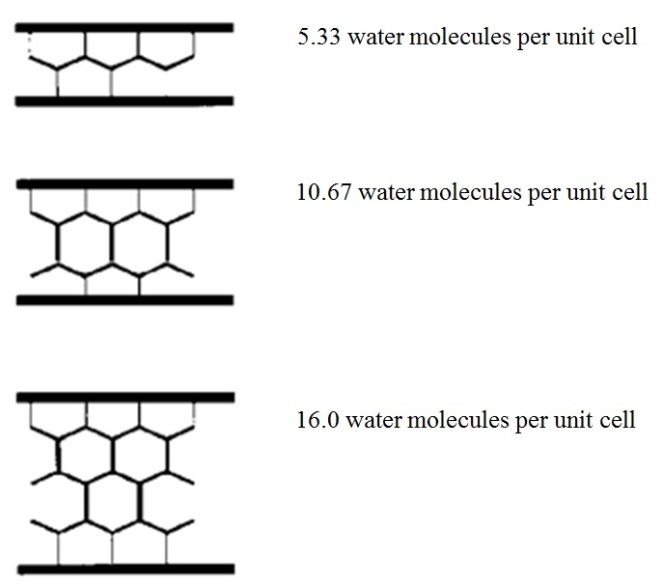 5.33 water molecules per unit cell
10.67 water molecules per unit cell
16.0 water molecules per unit cell